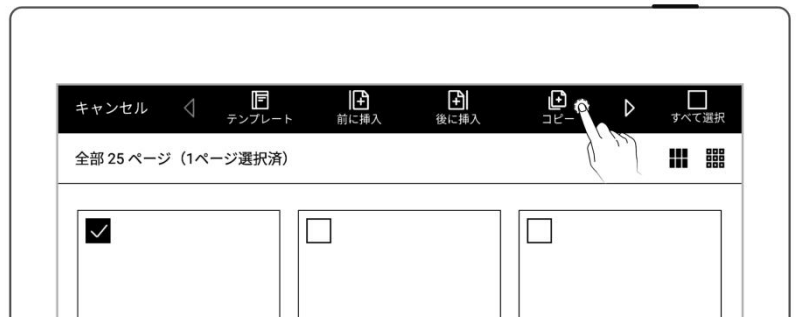 キャンセル
テンプレート
前に挿入
後に挿入
コピー
すべて選択
全部 25 ページ（1ページ選択済）